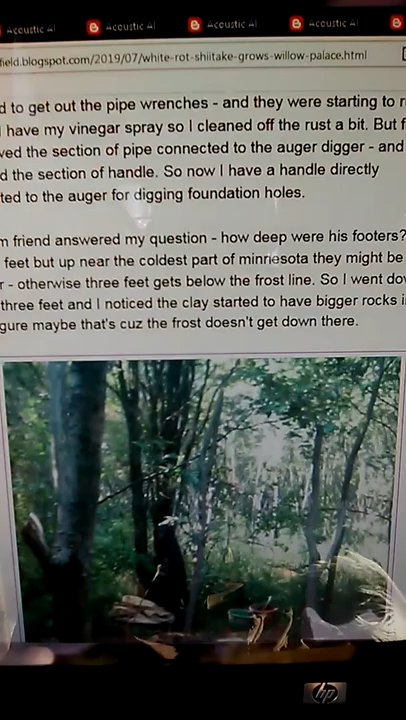 Acoustic Al
Acoustic Al
Acoustic Al
Acoustic Al
field.blogspot.com/2019/07/white-rot-shiitake-grows-willow-palace.html
d to get out the pipe wrenches - and they were starting to r
I have my vinegar spray so I cleaned off the rust a bit. But f
ved the section of pipe connected to the auger digger - and
d the section of handle. So now I have a handle directly
ted to the auger for digging foundation holes.
m friend answered my question - how deep were his footers?
feet but up near the coldest part of minnesota they might be
r - otherwise three feet gets below the frost line. So I went dow
three feet and I noticed the clay started to have bigger rocks i
gure maybe that's cuz the frost doesn't get down there.
hp